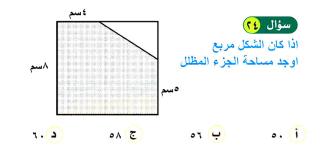 سؤال ٢٤
اذا كان الشكل مربع
اوجد مساحة الجزء المظلل
٤سم
٨سم
٥سم
أ ٥٠
ب ٥٦
ج ٥٨
د ٦٠